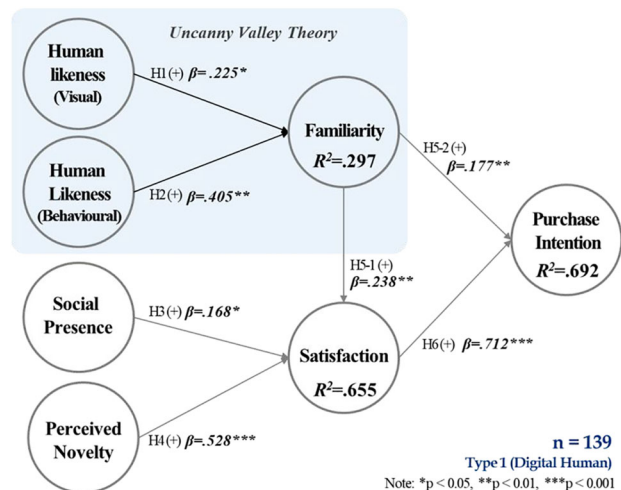 Uncanny Valley Theory
Human
likeness
(Visual)
H1(+) β= .225*
Familiarity
R²=.297
Human
Likeness
(Behavioural)
H2(+) β=.405**
H5-2 (+)
β=.177**
Purchase
Intention
R²=.692
H5-1 (+)
β=.238**
Social
Presence
H3(+) β=.168*
Satisfaction
R²=.655
H6(+) β=.712***
Perceived
Novelty
H4(+) β=.528***
n = 139
Type 1 (Digital Human)
Note: *p < 0.05, **p < 0.01, ***p < 0.001